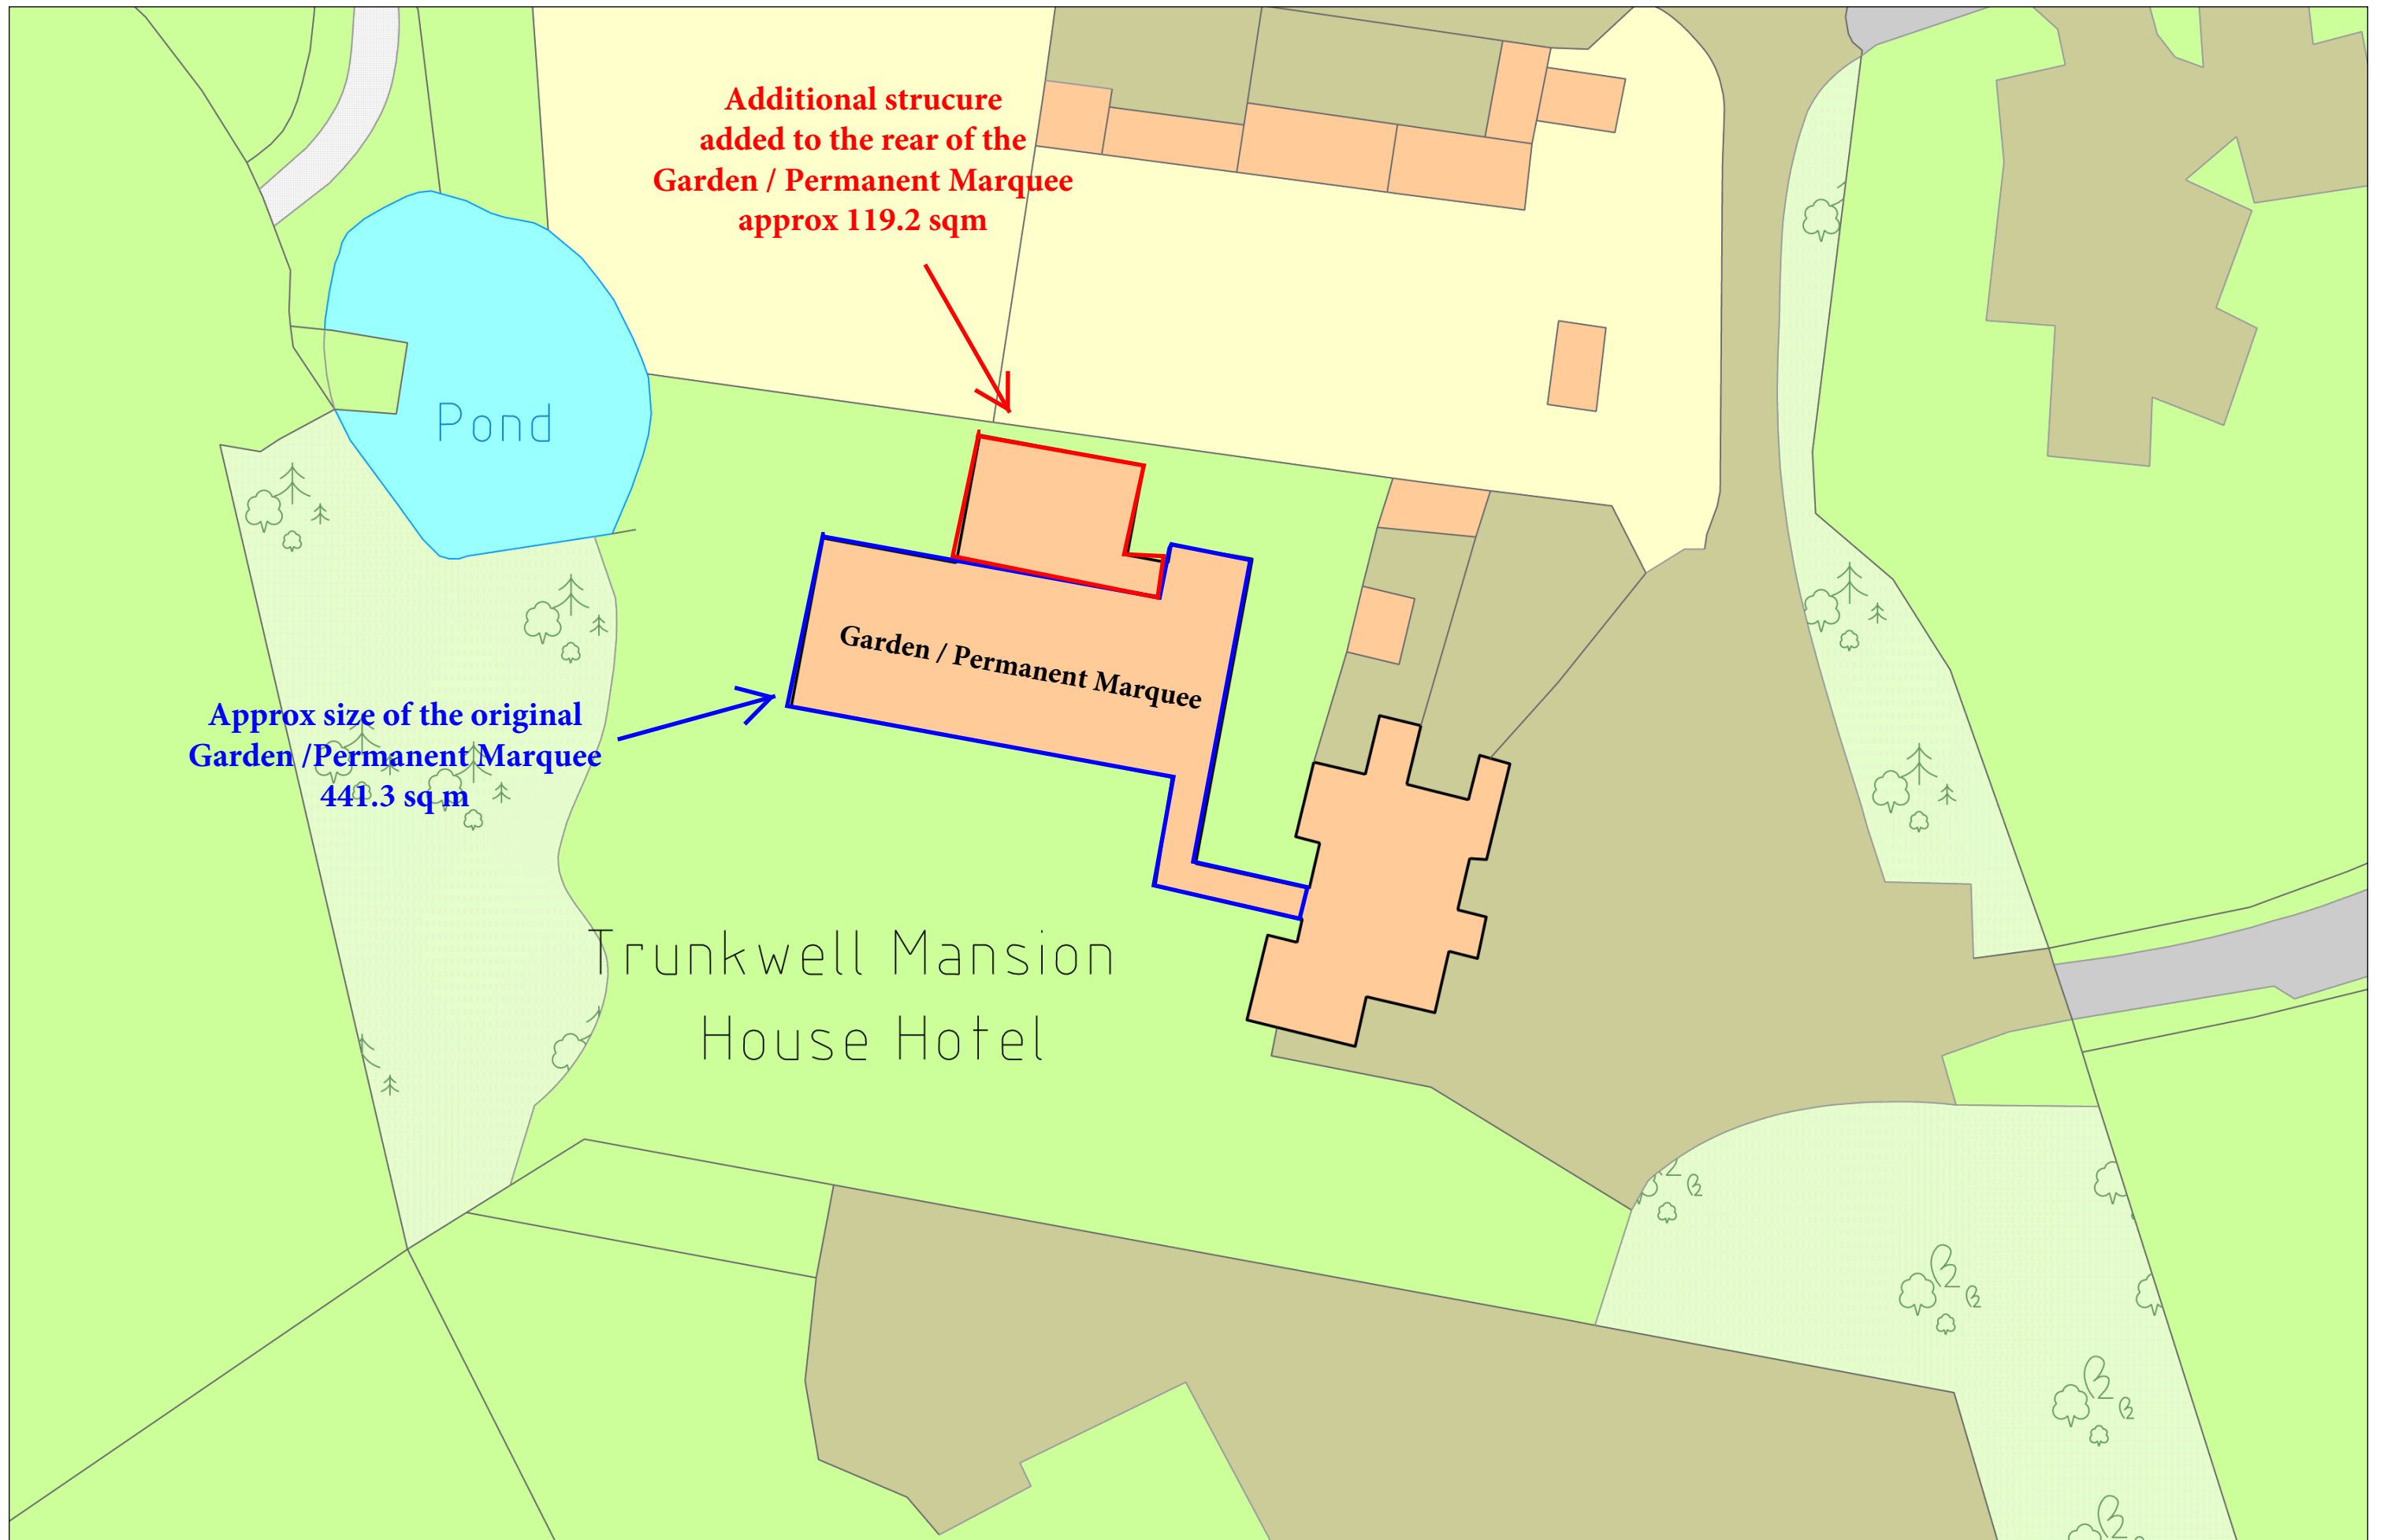 Additional strucure
added to the rear of the
Garden / Permanent Marquee
approx 119.2 sqm
Pond
Garden / Permanent Marquee
Approx size of the original
Garden /Permanent Marquee
441.3 sq m
Trunkwell Mansion
House Hotel